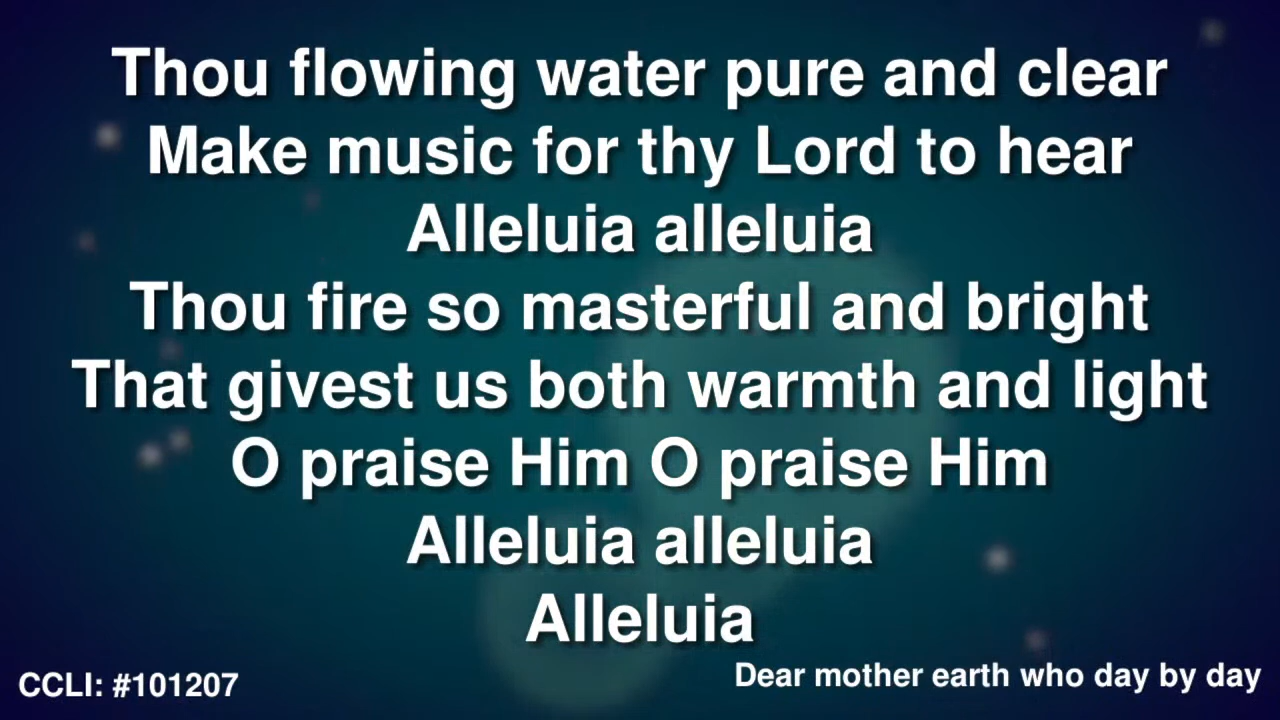 Thou flowing water pure and clear
Make music for thy Lord to hear
Alleluia alleluia
Thou fire so masterful and bright
That givest us both warmth and light
O praise Him O praise Him
Alleluia alleluia
Alleluia
CCLI: #101207
Dear mother earth who day by day